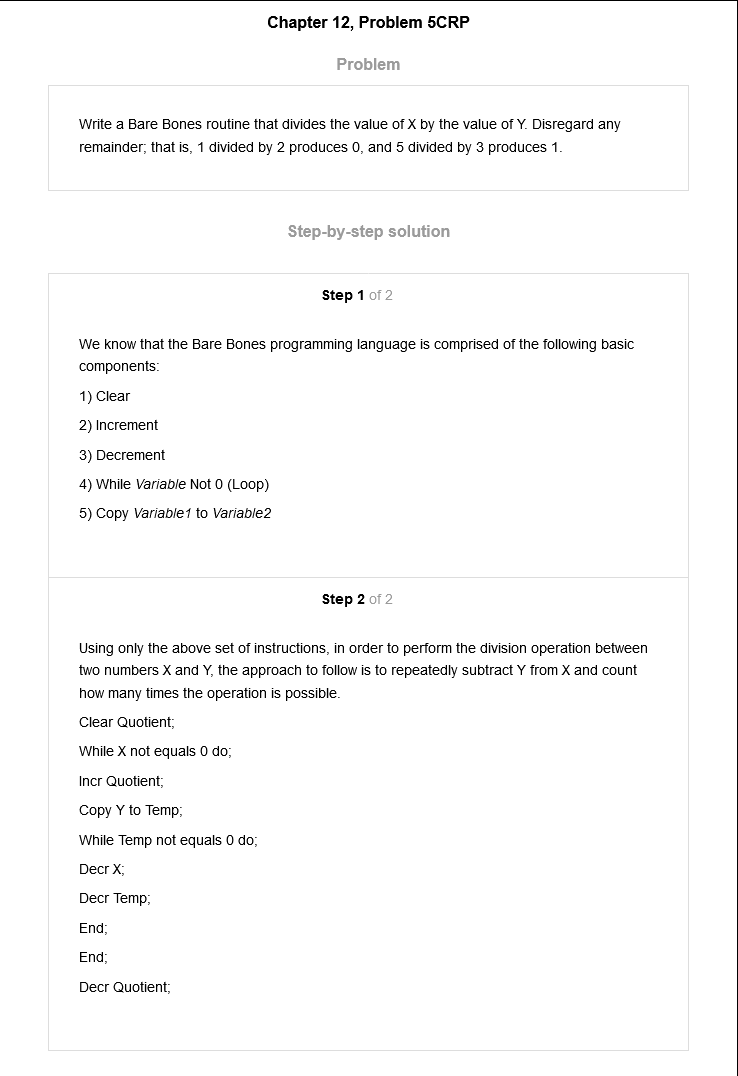 Chapter 12, Problem 5CRP
Problem
Write a Bare Bones routine that divides the value of X by the value of Y. Disregard any
remainder; that is, 1 divided by 2 produces 0, and 5 divided by 3 produces 1.
Step-by-step solution
Step 1 of 2
We know that the Bare Bones programming language is comprised of the following basic
components:
1) Clear
2) Increment
3) Decrement
4) While Variable Not 0 (Loop)
5) Copy Variable1 to Variable2
Step 2 of 2
Using only the above set of instructions, in order to perform the division operation between
two numbers X and Y, the approach to follow is to repeatedly subtract Y from X and count
how many times the operation is possible.
Clear Quotient;
While X not equals 0 do;
Incr Quotient;
Copy Y to Temp;
While Temp not equals 0 do;
Decr X;
Decr Temp;
End;
End;
Decr Quotient;